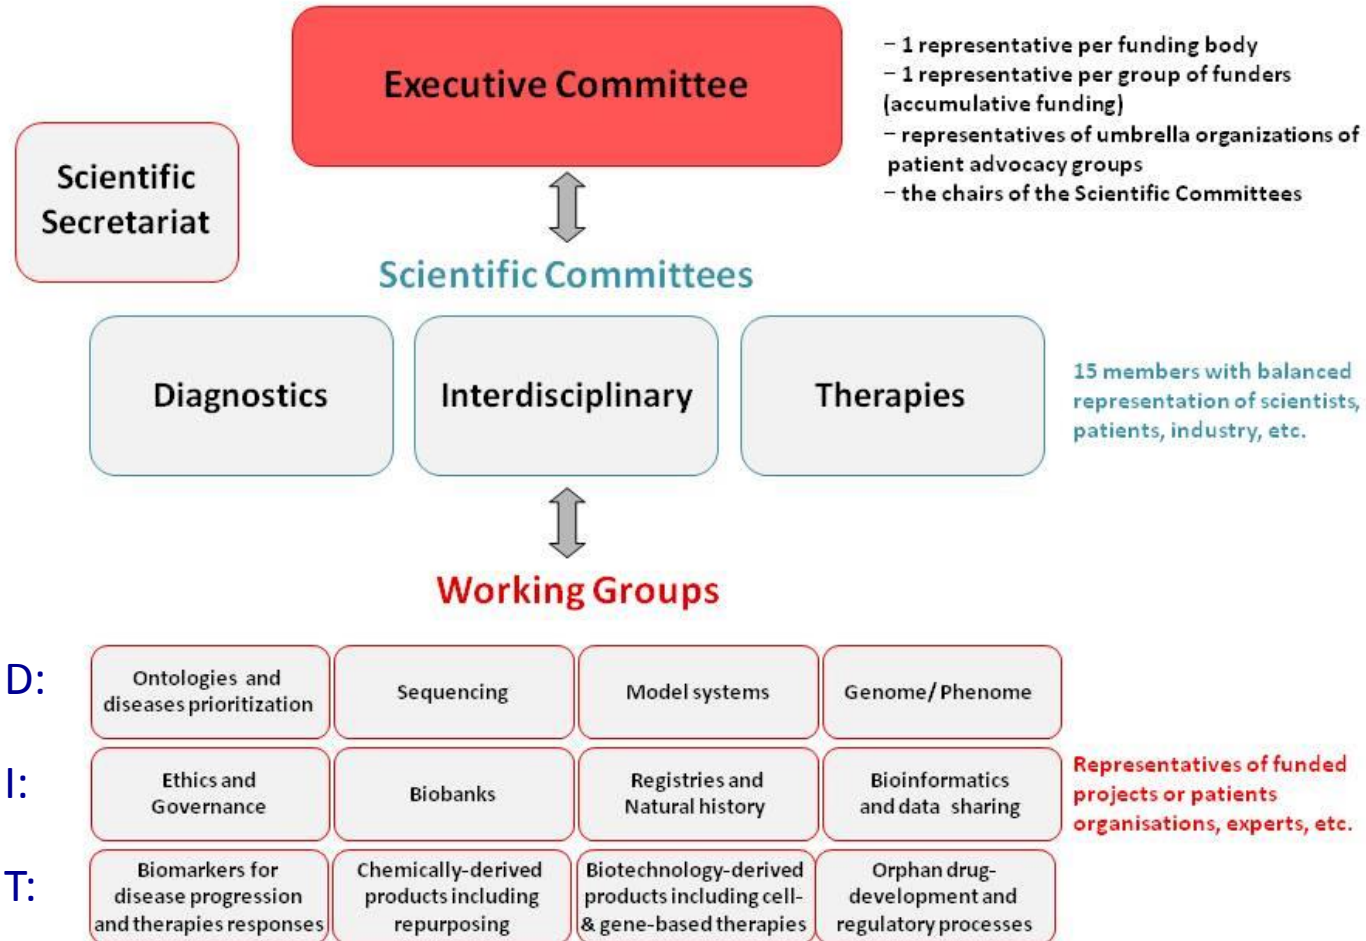 Executive Committee
– 1 representative per funding body
– 1 representative per group of funders
(accumulative funding)
– representatives of umbrella organizations of
patient advocacy groups
– the chairs of the Scientific Committees
Scientific
Secretariat
Scientific Committees
Diagnostics
Interdisciplinary
Therapies
15 members with balanced
representation of scientists,
patients, industry, etc.
Working Groups
D:
Ontologies and
diseases prioritization
Sequencing
Model systems
Genome/ Phenome
I:
Ethics and
Governance
Biobanks
Registries and
Natural history
Bioinformatics
and data sharing
Representatives of funded
projects or patients
organisations, experts, etc.
T:
Biomarkers for
disease progression
and therapies responses
Chemically-derived
products including
repurposing
Biotechnology-derived
products including cell-
& gene-based therapies
Orphan drug-
development and
regulatory processes